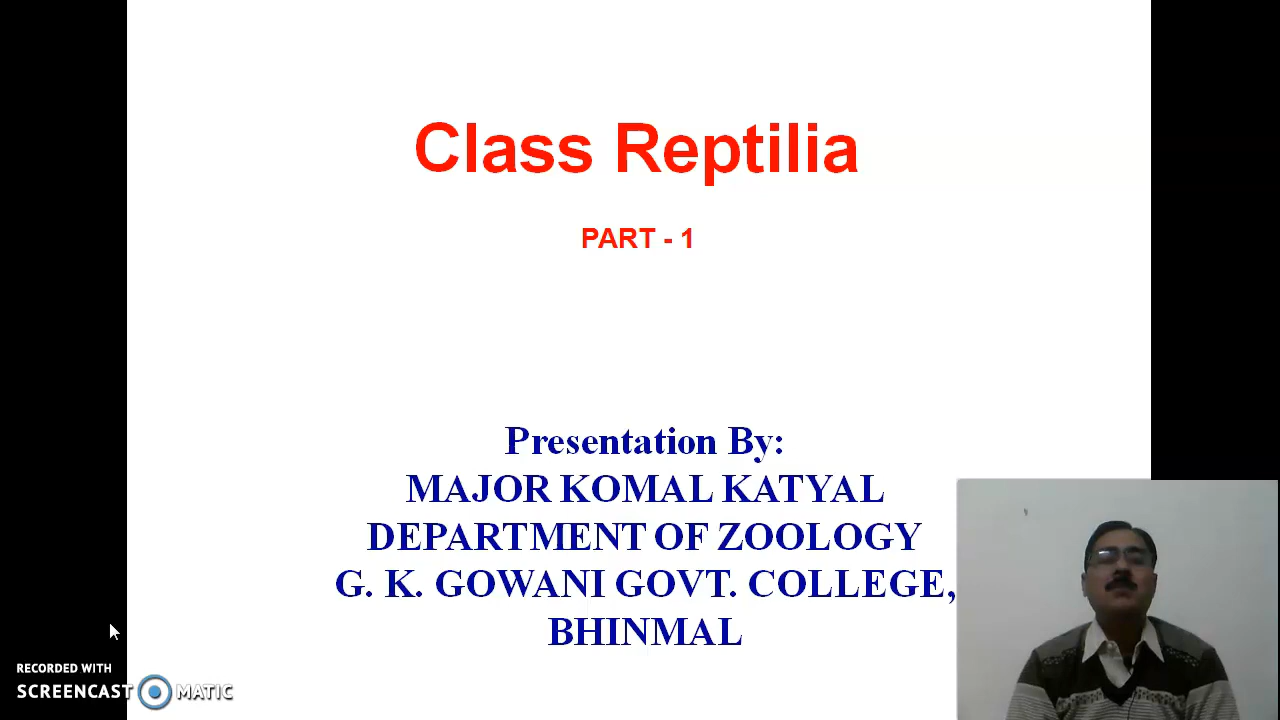 Class Reptilia
PART - 1
Presentation By:
MAJOR KOMAL KATYAL
DEPARTMENT OF ZOOLOGY
G. K. GOWANI GOVT. COLLEGE,
BHINMAL
RECORDED WITH
SCREENCAST MATIC